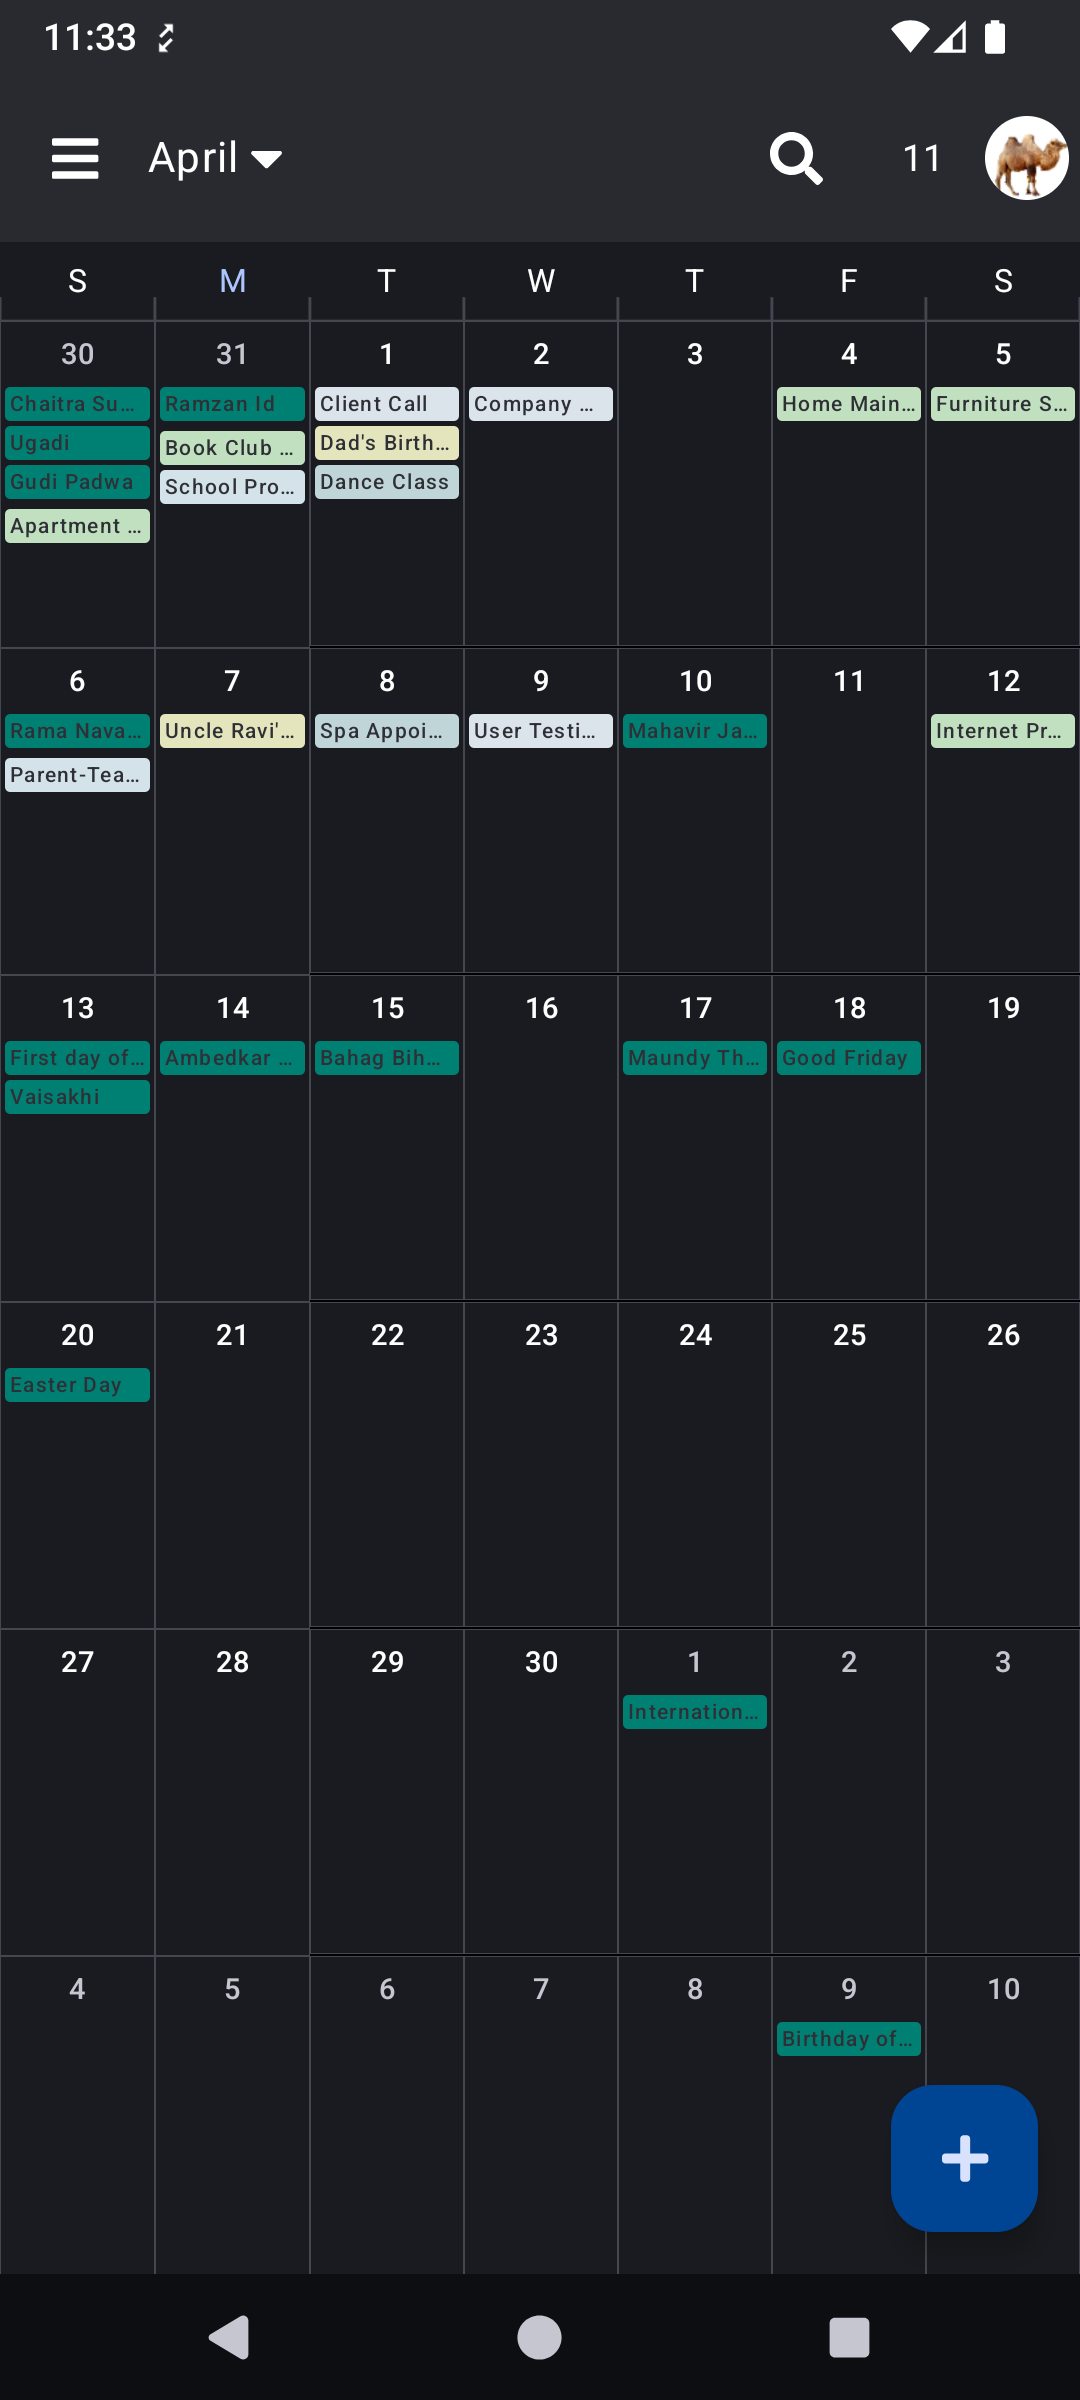 11:33
April
11
S M T W T F S
30 31 1 2 3 4 5
Chaitra Su... Ramzan Id Client Call Company ... Home Main... Furniture S...
Ugadi Book Club ... Dad's Birth...
Gudi Padwa School Pro... Dance Class
Apartment ...
6 7 8 9 10 11 12
Rama Nava... Uncle Ravi'... Spa Appoi... User Testi... Mahavir Ja... Internet Pr...
Parent-Tea...
13 14 15 16 17 18 19
First day of... Ambedkar ... Bahag Bih... Maundy Th... Good Friday
Vaisakhi
20 21 22 23 24 25 26
Easter Day
27 28 29 30 1 2 3
Internation...
4 5 6 7 8 9 10
Birthday of...